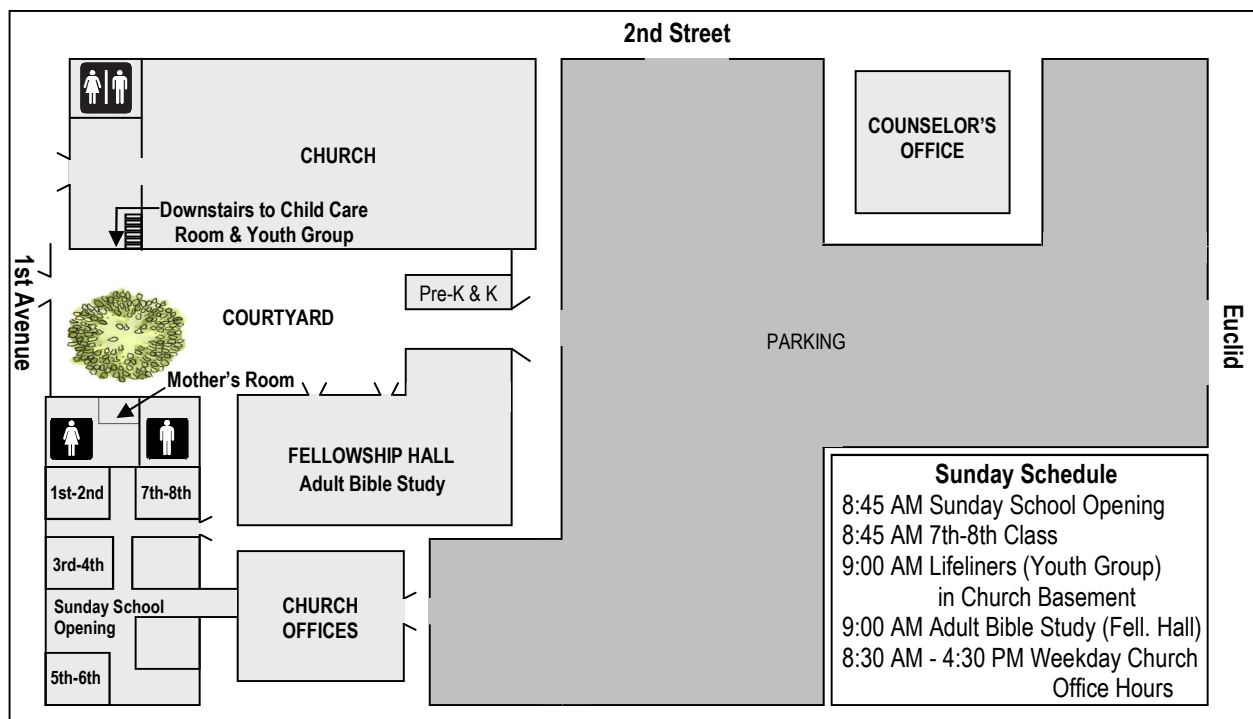 2nd Street
COUNSELOR'S
OFFICE
CHURCH
Downstairs to Child Care
Room & Youth Group
1st Avenue
Pre-K & K
COURTYARD
PARKING
Euclid
Mother's Room
FELLOWSHIP HALL
Adult Bible Study
1st-2nd
7th-8th
3rd-4th
Sunday School
Opening
5th-6th
CHURCH
OFFICES
Sunday Schedule
8:45 AM Sunday School Opening
8:45 AM 7th-8th Class
9:00 AM Lifeliners (Youth Group)
in Church Basement
9:00 AM Adult Bible Study (Fell. Hall)
8:30 AM - 4:30 PM Weekday Church
Office Hours